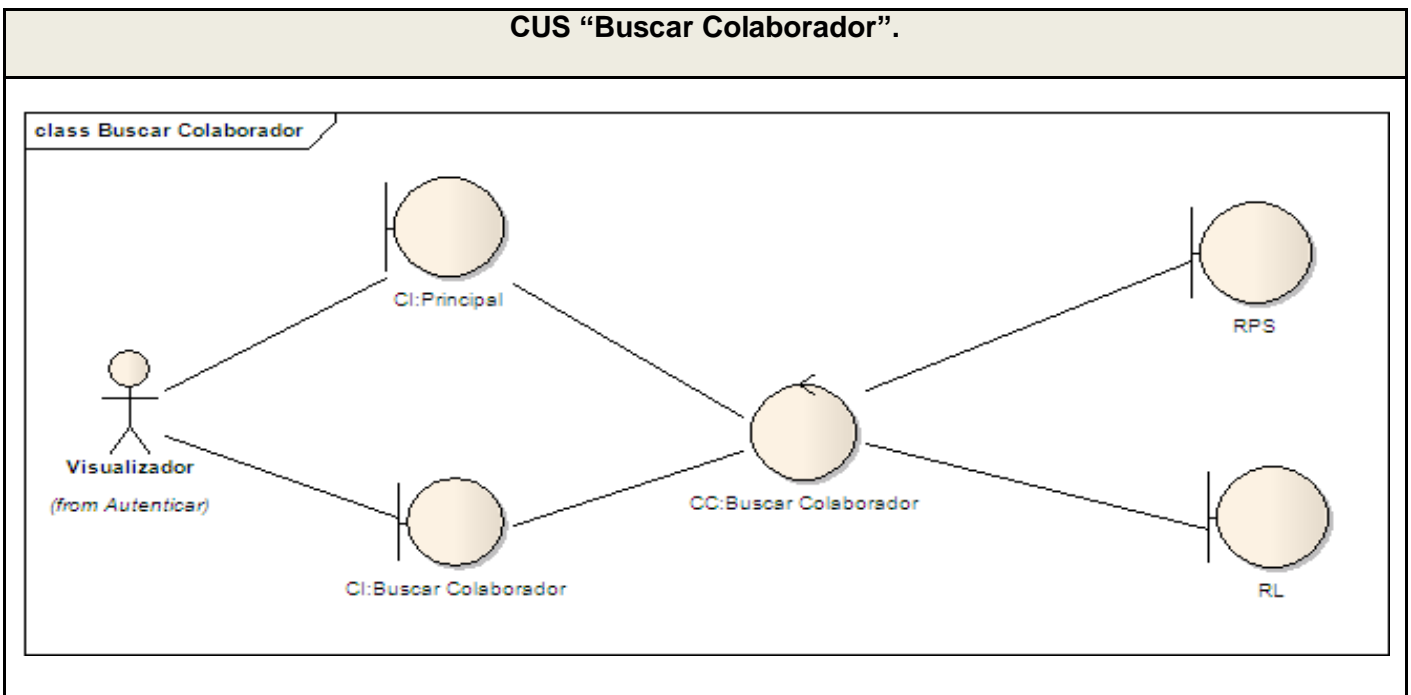 CUS “Buscar Colaborador”.
class Buscar Colaborador
CI:Principal
RPS
Visualizador
(from Autenticar)
CC:Buscar Colaborador
CI:Buscar Colaborador
RL